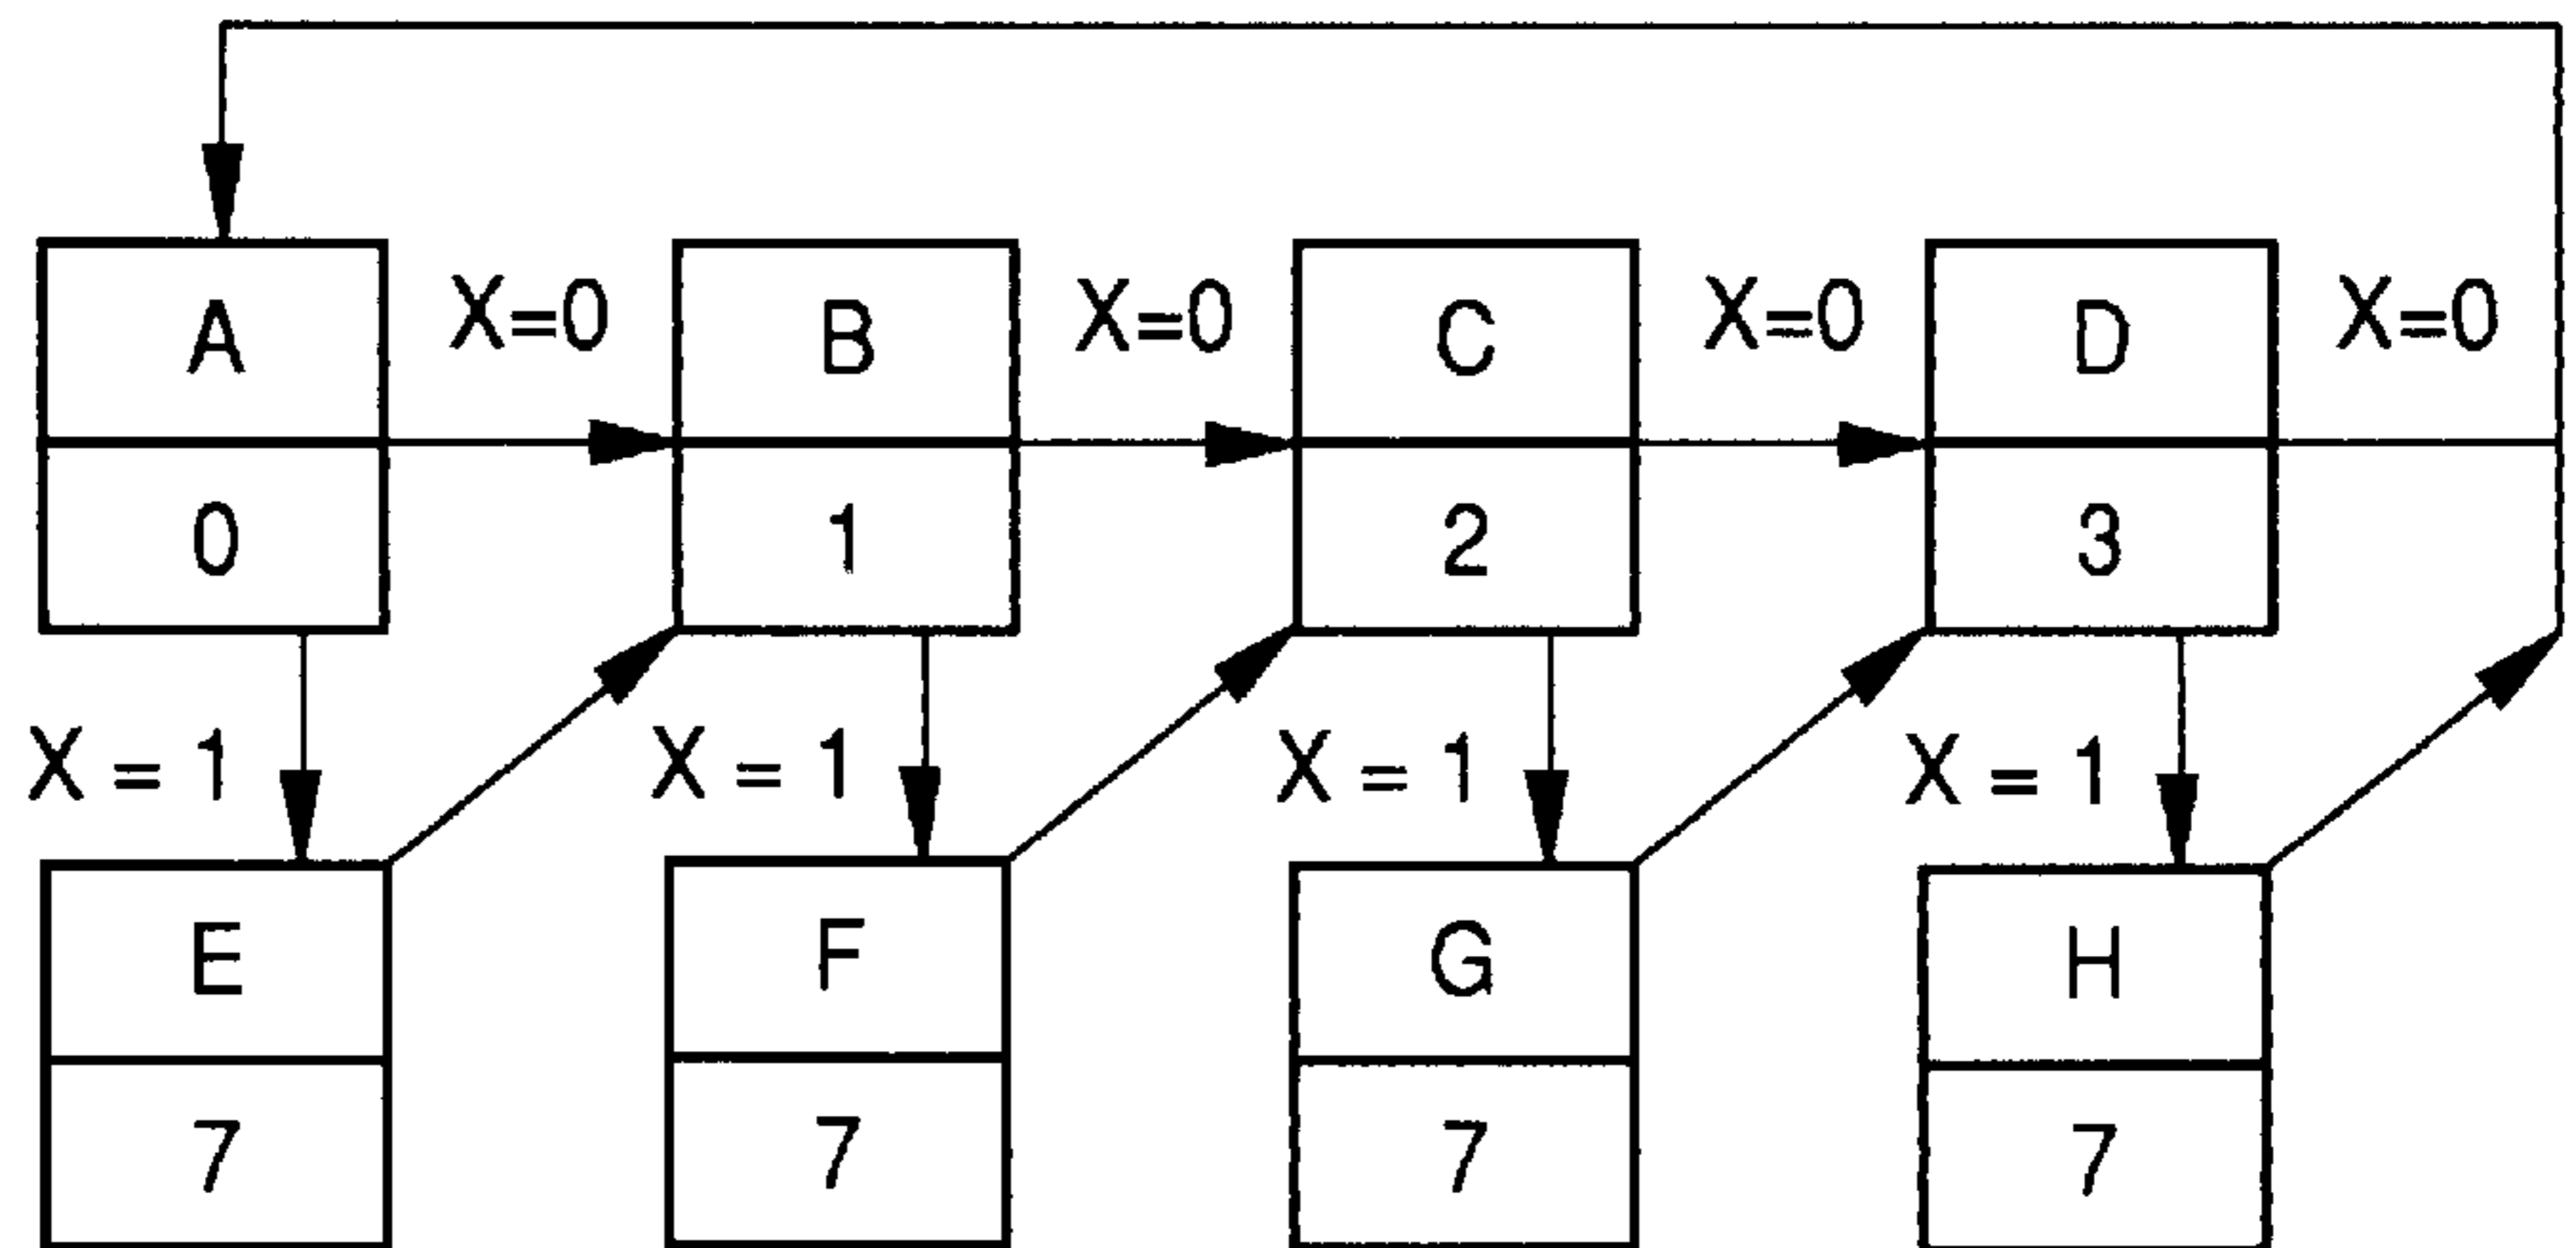 A X=0 B X=0 C X=0 D X=0
0 1 2 3
X = 1 X = 1 X = 1 X = 1
E F G H
7 7 7 7